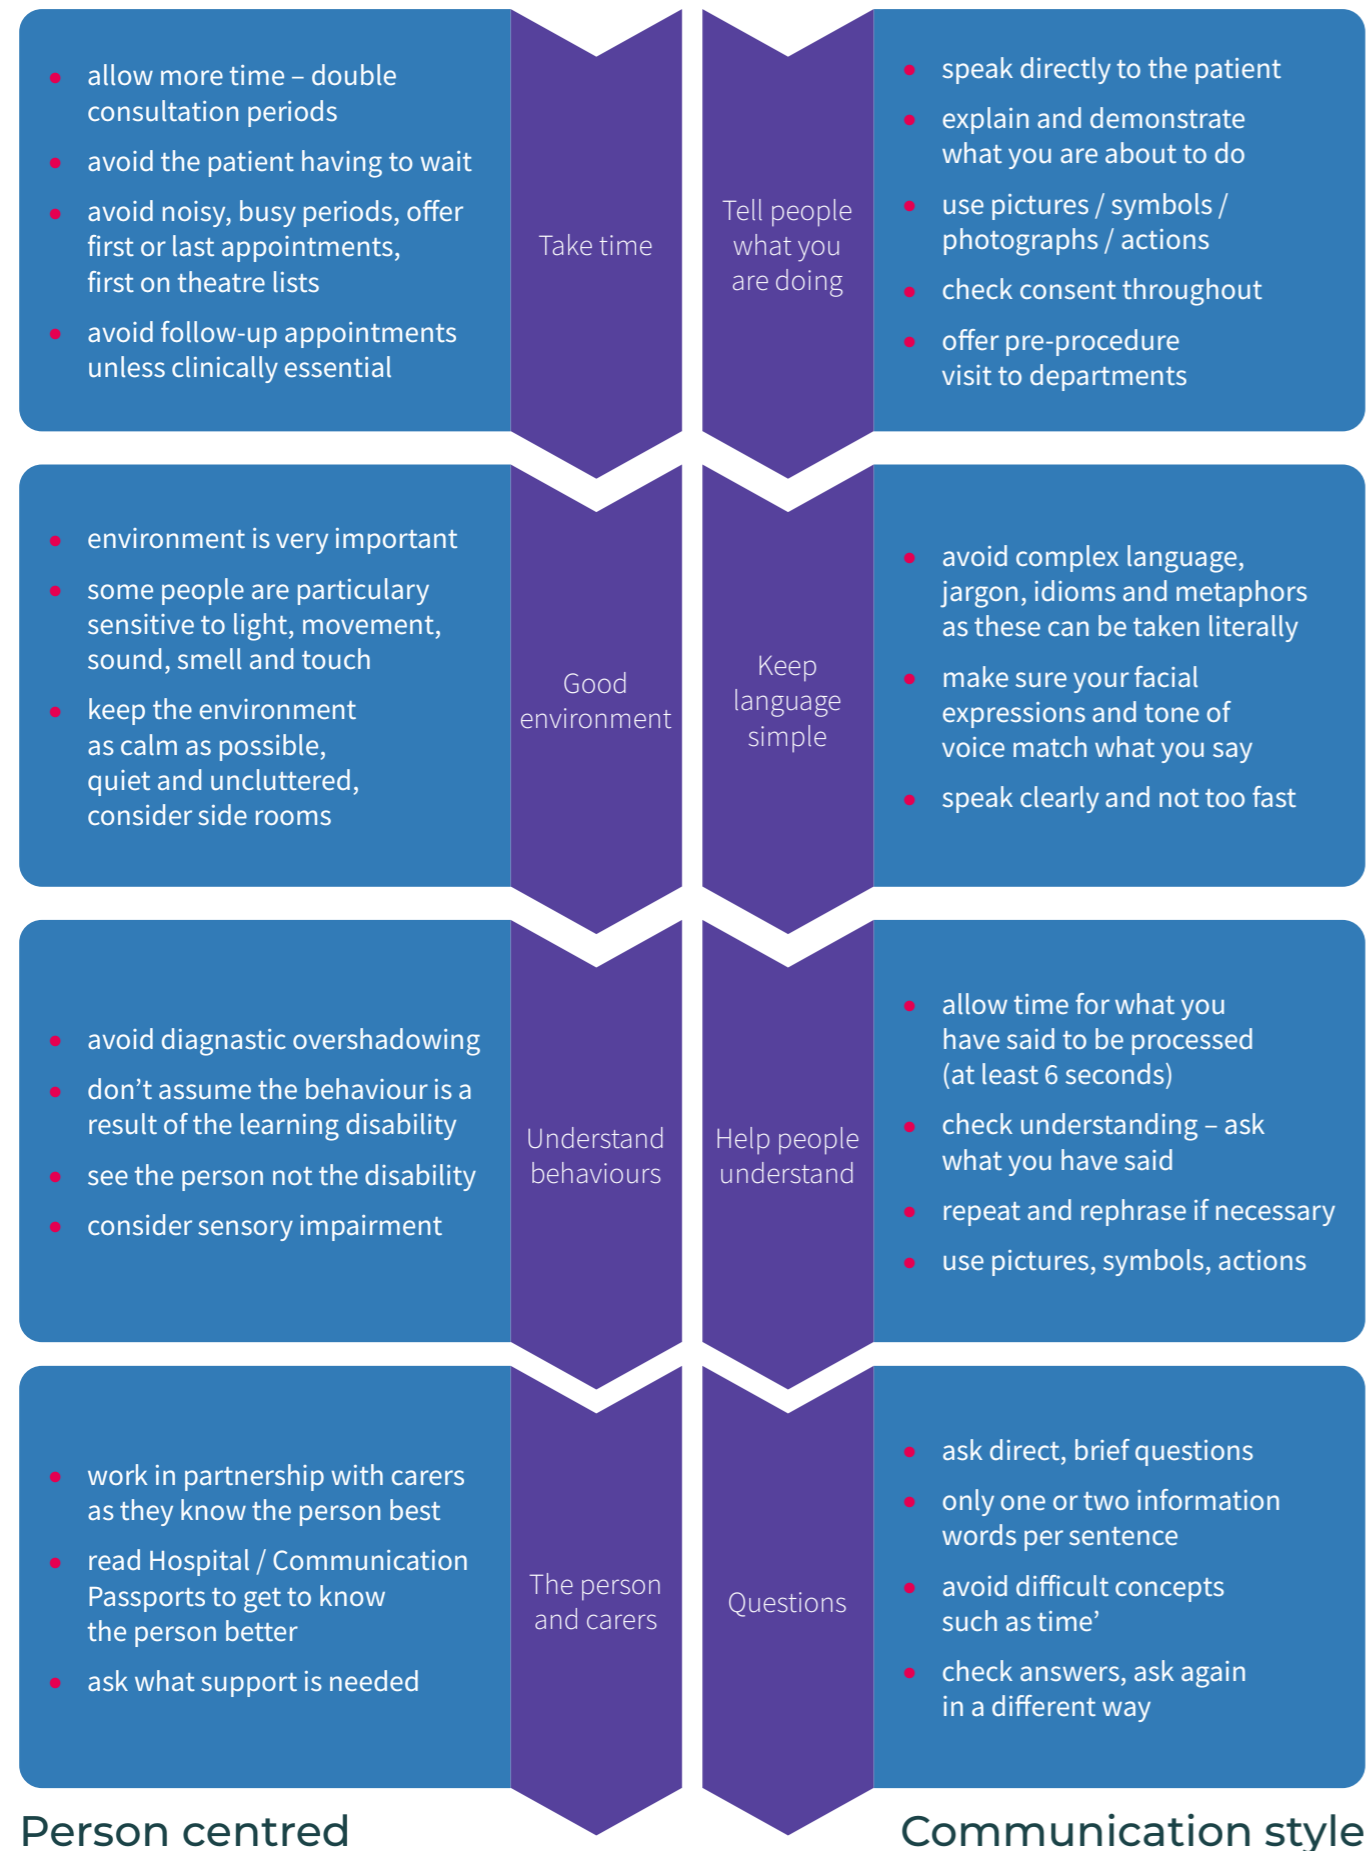 allow more time – double
consultation periods
avoid the patient having to wait
avoid noisy, busy periods, offer
first or last appointments,
first on theatre lists
avoid follow-up appointments
unless clinically essential
Take time
Tell people
what you
are doing
speak directly to the patient
explain and demonstrate
what you are about to do
use pictures / symbols /
photographs / actions
check consent throughout
offer pre-procedure
visit to departments
environment is very important
some people are particulary
sensitive to light, movement,
sound, smell and touch
keep the environment
as calm as possible,
quiet and uncluttered,
consider side rooms
Good
environment
Keep
language
simple
avoid complex language,
jargon, idioms and metaphors
as these can be taken literally
make sure your facial
expressions and tone of
voice match what you say
speak clearly and not too fast
avoid diagnastic overshadowing
don’t assume the behaviour is a
result of the learning disability
see the person not the disability
consider sensory impairment
Understand
behaviours
Help people
understand
allow time for what you
have said to be processed
(at least 6 seconds)
check understanding – ask
what you have said
repeat and rephrase if necessary
use pictures, symbols, actions
work in partnership with carers
as they know the person best
read Hospital / Communication
Passports to get to know
the person better
ask what support is needed
The person
and carers
Questions
ask direct, brief questions
only one or two information
words per sentence
avoid difficult concepts
such as time’
check answers, ask again
in a different way
Person centred
Communication style